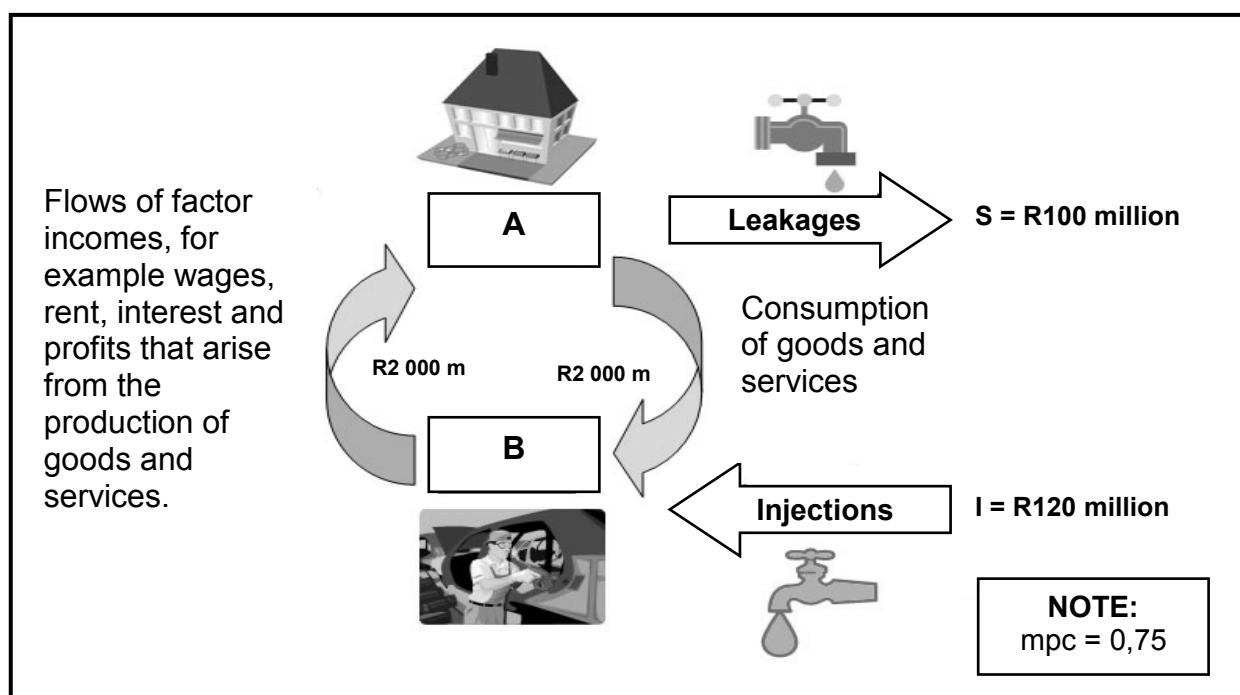 A
Leakages
S = R100 million
Flows of factor
incomes, for
example wages,
rent, interest and
profits that arise
from the
production of
goods and
services.
R2 000 m
R2 000 m
Consumption
of goods and
services
B
Injections
I = R120 million
NOTE:
mpc = 0,75